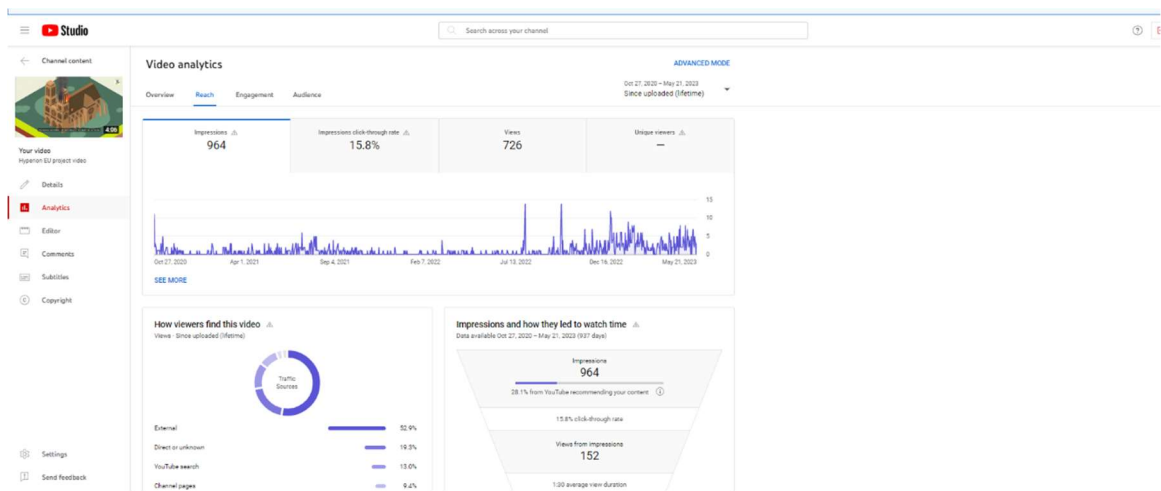 Studio
Search across your channel
Channel content
4:06
Your video
Hyperion EU project video
Details
Analytics
Editor
Comments
Subtitles
Copyright
Settings
Send feedback
Video analytics
ADVANCED MODE
Overview Reach Engagement Audience
Oct 27, 2020 – May 21, 2023
Since uploaded (lifetime)
Impressions
964
Impressions click-through rate
15.8%
Views
726
Unique viewers
—
15
10
5
0
Oct 27, 2020 Apr 1, 2021 Sep 4, 2021 Feb 7, 2022 Jul 13, 2022 Dec 16, 2022 May 21, 2023
SEE MORE
How viewers find this video
Views · Since uploaded (lifetime)
Traffic
Sources
External 52.9%
Direct or unknown 19.3%
YouTube search 13.6%
Channel pages 9.4%
Impressions and how they led to watch time
Data available Oct 27, 2020 – May 21, 2023 (937 days)
Impressions
964
28.1% from YouTube recommending your content
15.8% click-through rate
Views from impressions
152
1:30 average view duration